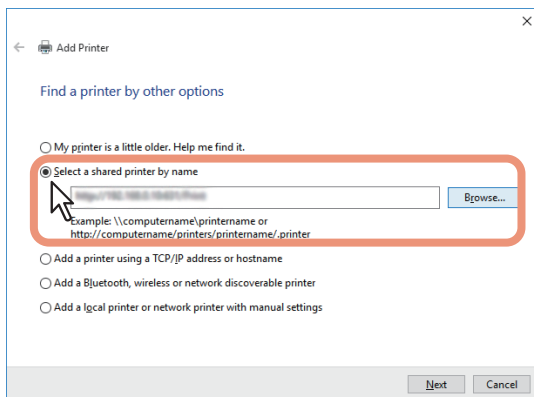 Add Printer
Find a printer by other options
My printer is a little older. Help me find it.
Select a shared printer by name
Browse...
Example: \\computername\printername or
http://computername/printers/printername/.printer
Add a printer using a TCP/IP address or hostname
Add a Bluetooth, wireless or network discoverable printer
Add a local printer or network printer with manual settings
Next Cancel